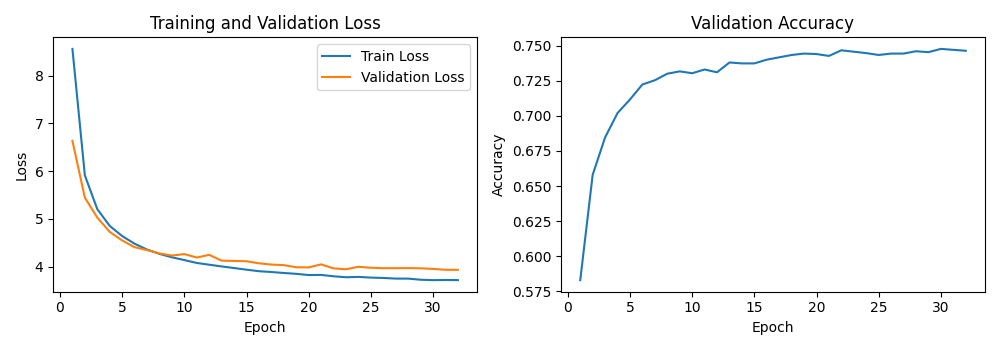 Training and Validation Loss
Train Loss
Validation Loss
8
7
6
5
4
Loss
0 5 10 15 20 25 30
Epoch
Validation Accuracy
0.750
0.725
0.700
0.675
0.650
0.625
0.600
0.575
Accuracy
0 5 10 15 20 25 30
Epoch